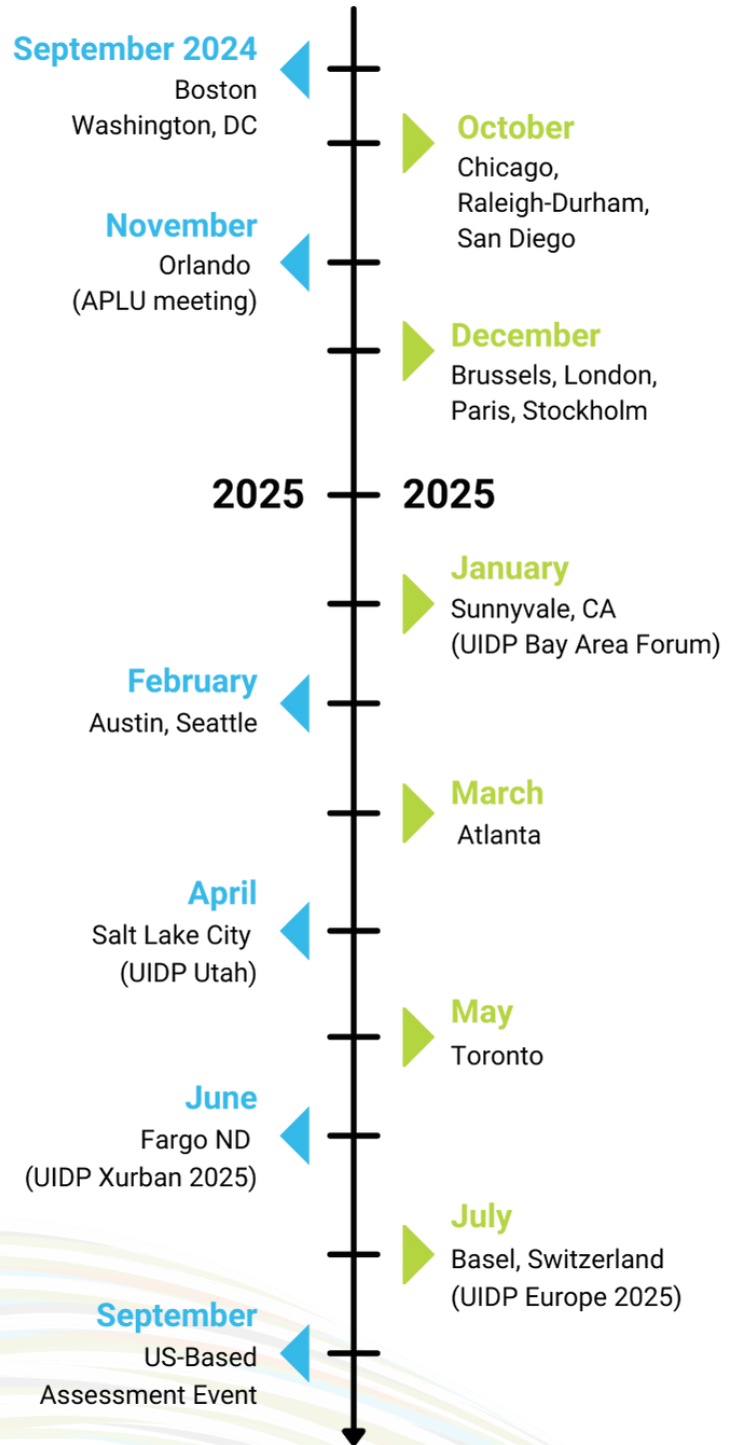 September 2024
Boston
Washington, DC
October
Chicago,
Raleigh-Durham,
San Diego
November
Orlando
(APLU meeting)
December
Brussels, London,
Paris, Stockholm
2025
2025
January
Sunnyvale, CA
(UIDP Bay Area Forum)
February
Austin, Seattle
March
Atlanta
April
Salt Lake City
(UIDP Utah)
May
Toronto
June
Fargo ND
(UIDP Xurban 2025)
July
Basel, Switzerland
(UIDP Europe 2025)
September
US-Based
Assessment Event